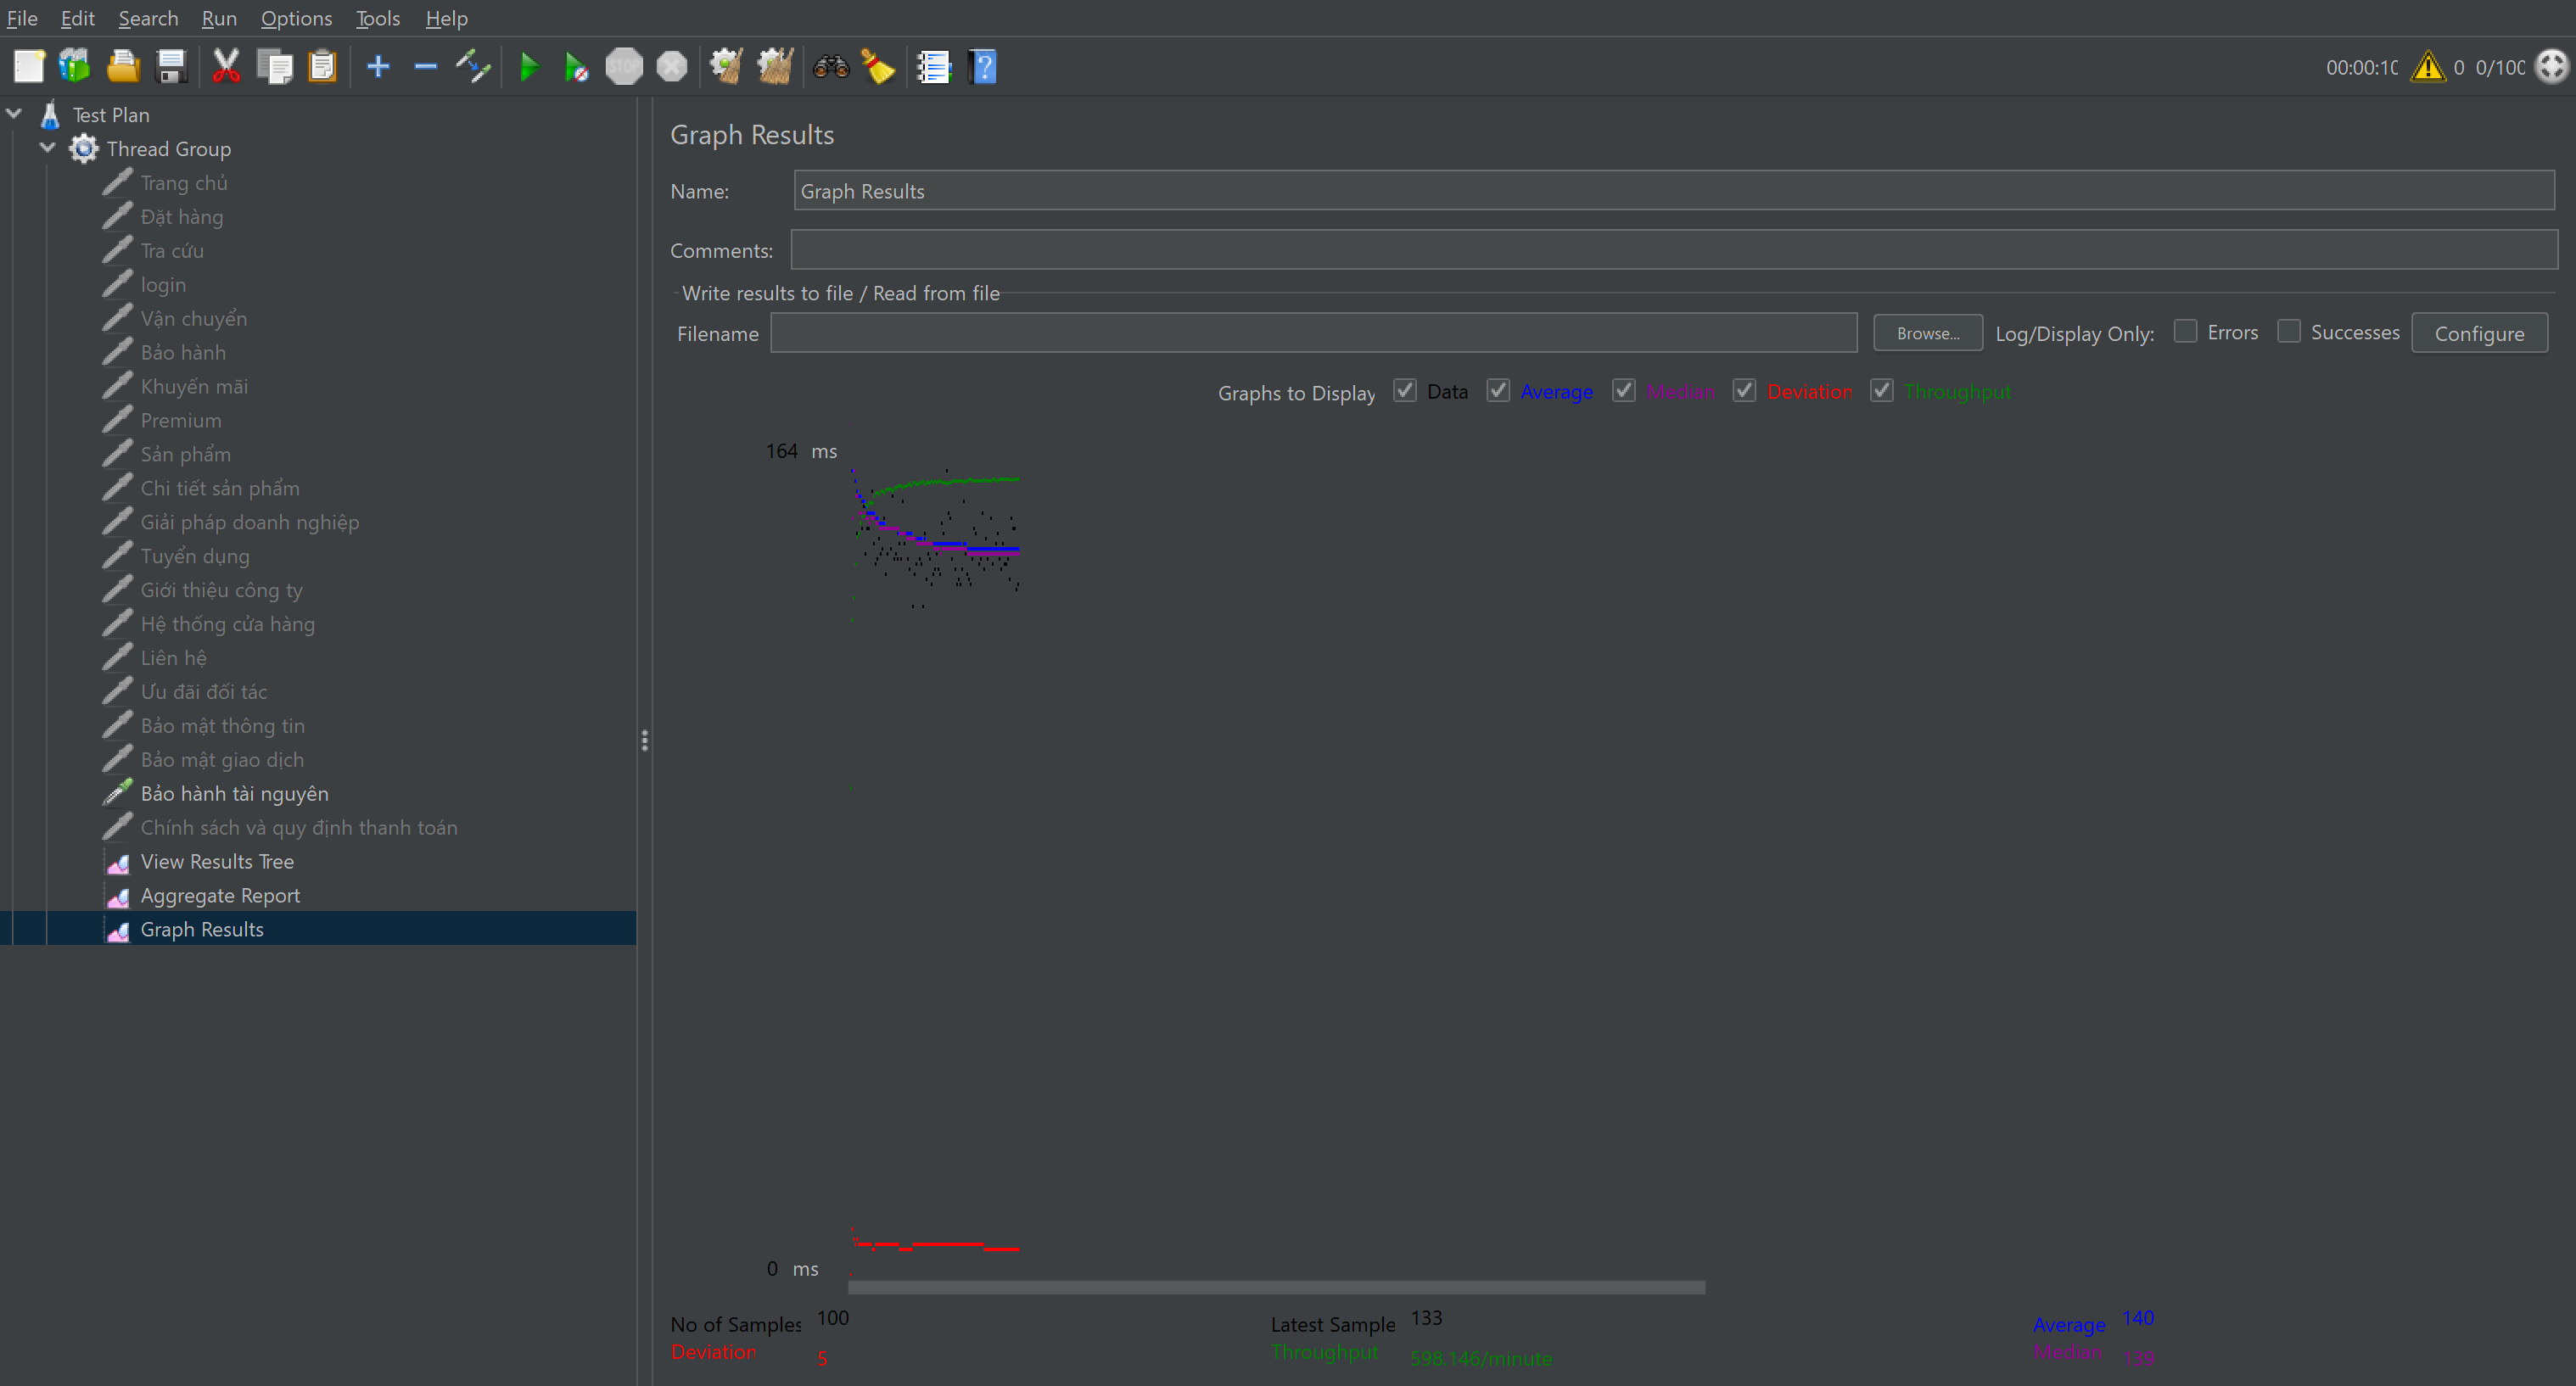 File Edit Search Run Options Tools Help
STOP
00:00:10 0 0/100
Test Plan
Thread Group
Trang chủ
Đặt hàng
Tra cứu
login
Vận chuyển
Bảo hành
Khuyến mãi
Premium
Sản phẩm
Chi tiết sản phẩm
Giải pháp doanh nghiệp
Tuyển dụng
Giới thiệu công ty
Hệ thống cửa hàng
Liên hệ
Ưu đãi đối tác
Bảo mật thông tin
Bảo mật giao dịch
Bảo hành tài nguyên
Chính sách và quy định thanh toán
View Results Tree
Aggregate Report
Graph Results
Graph Results
Name: Graph Results
Comments:
Write results to file / Read from file
Filename Browse... Log/Display Only: Errors Successes Configure
Graphs to Display Data Average Median Deviation Throughput
164 ms
0 ms
No of Samples 100 Latest Sample 133 Average 140
Deviation 5 Throughput 598.146/minute Median 139